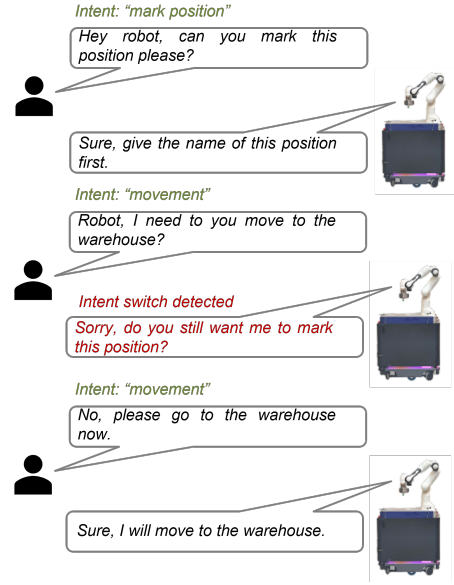 Intent: “mark position”
Hey robot, can you mark this
position please?
Sure, give the name of this position
first.
Intent: “movement”
Robot, I need to you move to the
warehouse?
Intent switch detected
Sorry, do you still want me to mark
this position?
Intent: “movement”
No, please go to the warehouse
now.
Sure, I will move to the warehouse.